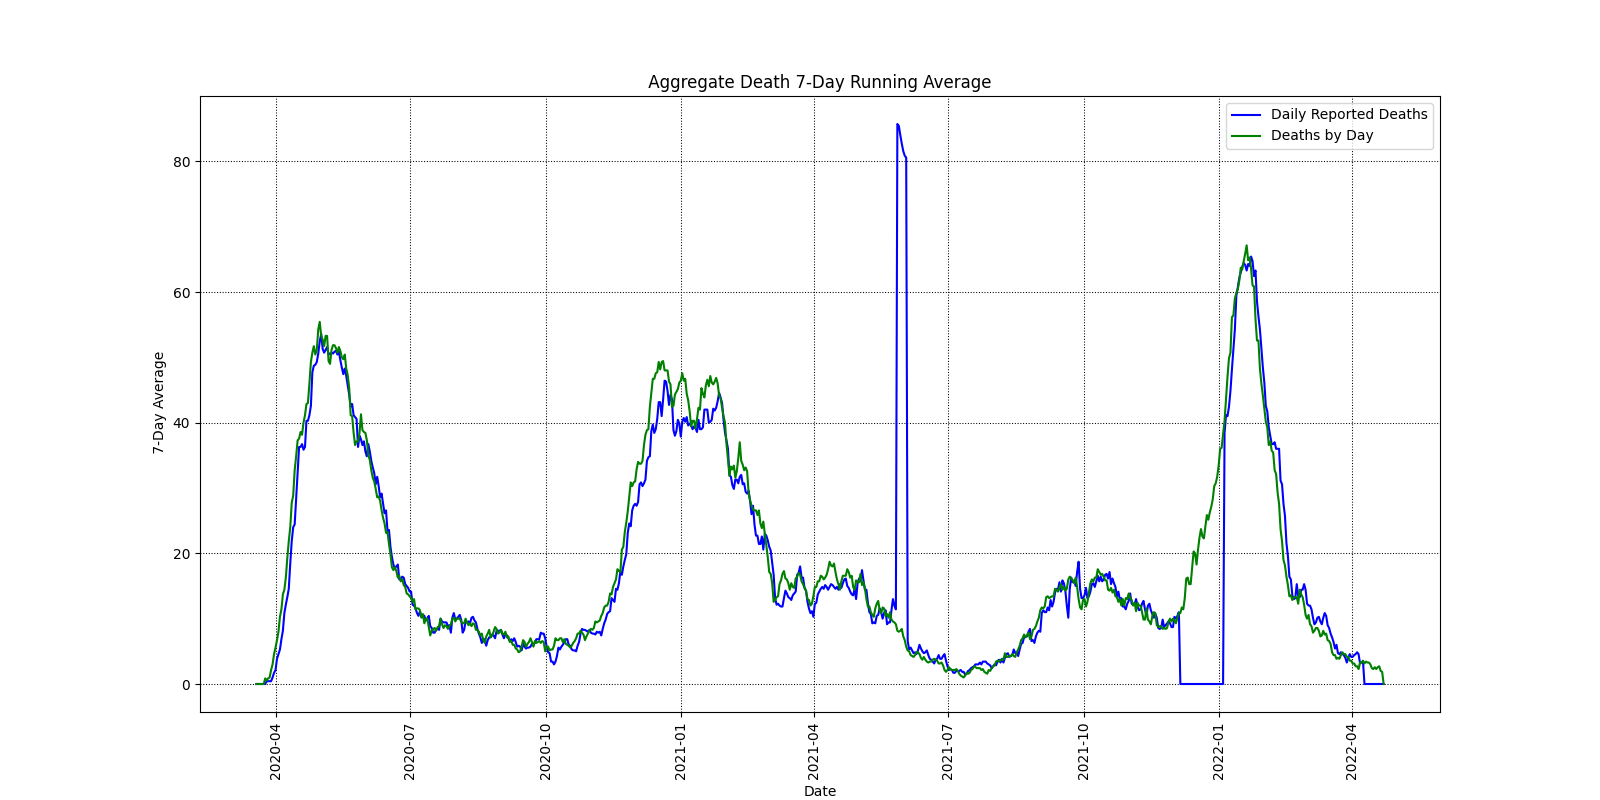 Aggregate Death 7-Day Running Average
Daily Reported Deaths
Deaths by Day
7-Day Average
80
60
40
20
0
2020-04
2020-07
2020-10
2021-01
2021-04
2021-07
2021-10
2022-01
2022-04
Date